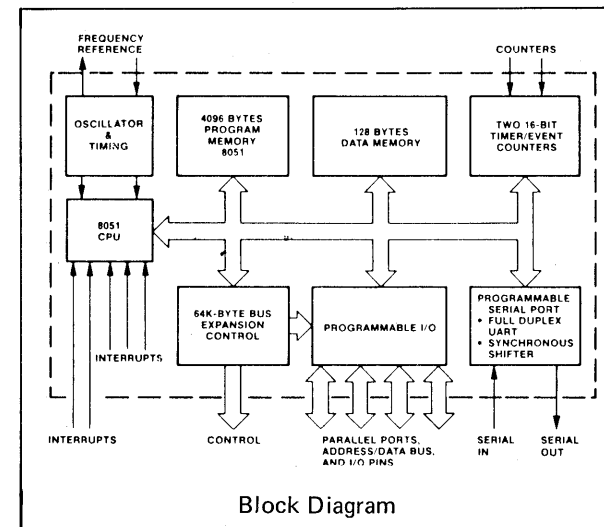 FREQUENCY
REFERENCE
COUNTERS
OSCILLATOR
&
TIMING
4096 BYTES
PROGRAM
MEMORY
8051
128 BYTES
DATA MEMORY
TWO 16-BIT
TIMER/EVENT
COUNTERS
8051
CPU
64K-BYTE BUS
EXPANSION
CONTROL
PROGRAMMABLE I/O
PROGRAMMABLE
SERIAL PORT
• FULL DUPLEX
UART
• SYNCHRONOUS
SHIFTER
INTERRUPTS
INTERRUPTS
CONTROL
PARALLEL PORTS,
ADDRESS/DATA BUS,
AND I/O PINS
SERIAL
IN
SERIAL
OUT
Block Diagram